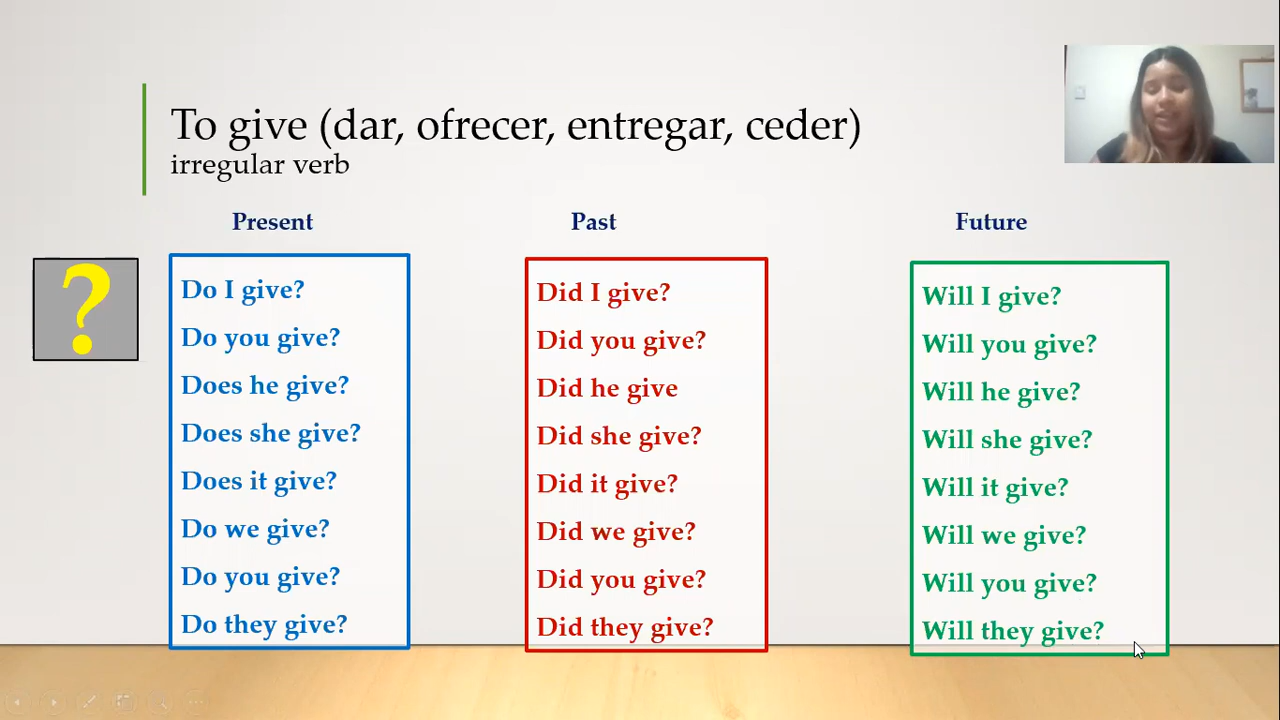 To give (dar, ofrecer, entregar, ceder)
irregular verb
Present
Past
Future
?
Do I give?
Do you give?
Does he give?
Does she give?
Does it give?
Do we give?
Do you give?
Do they give?
Did I give?
Did you give?
Did he give
Did she give?
Did it give?
Did we give?
Did you give?
Did they give?
Will I give?
Will you give?
Will he give?
Will she give?
Will it give?
Will we give?
Will you give?
Will they give?